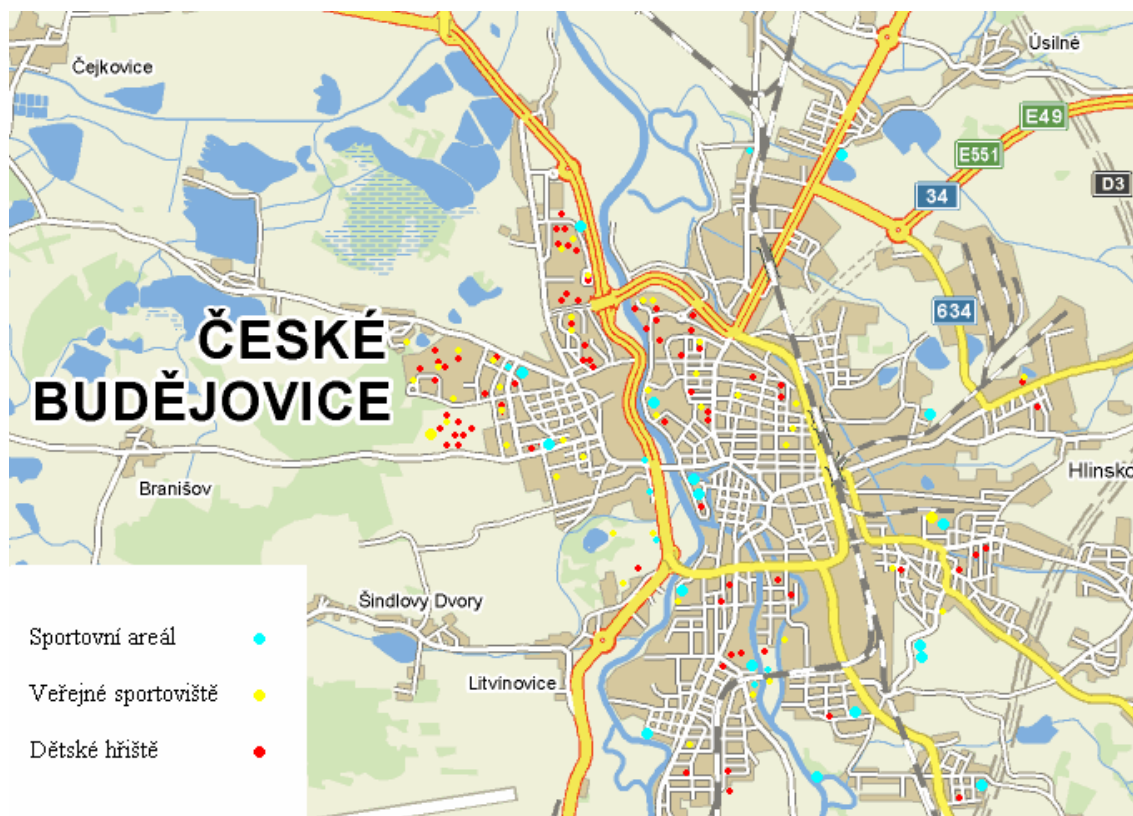 Čejkovice
Úsilné
E49
E551
D3
34
634
ČESKÉ
BUDĚJOVICE
Branišov
Hlinsko
Šindlovy Dvory
Litvínovice
Sportovní areál
Veřejné sportoviště
Dětské hřiště